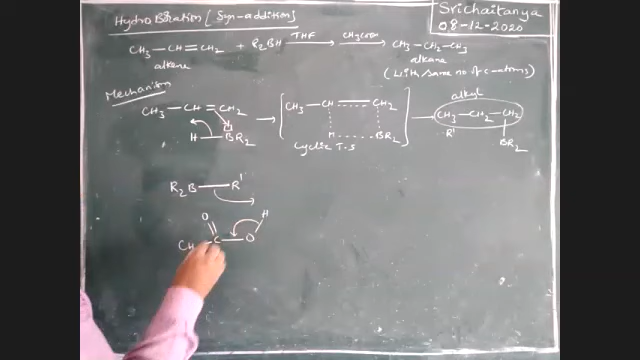 Hydro Boration [Syn-addition]
Srichaitanya
08-12-2020
CH3 - CH = CH2 + R2BH THF CH3COOH CH3 - CH2 - CH3
alkene
alkane
(with same no of C-atoms)
Mechanism
CH3 - CH = CH2
H - BR2
CH3 - CH = CH2
H BR2
Cyclic T.S
alkyl
CH3 - CH2 - CH2
R'
BR2
R2B - R'
O
H
CH C - O